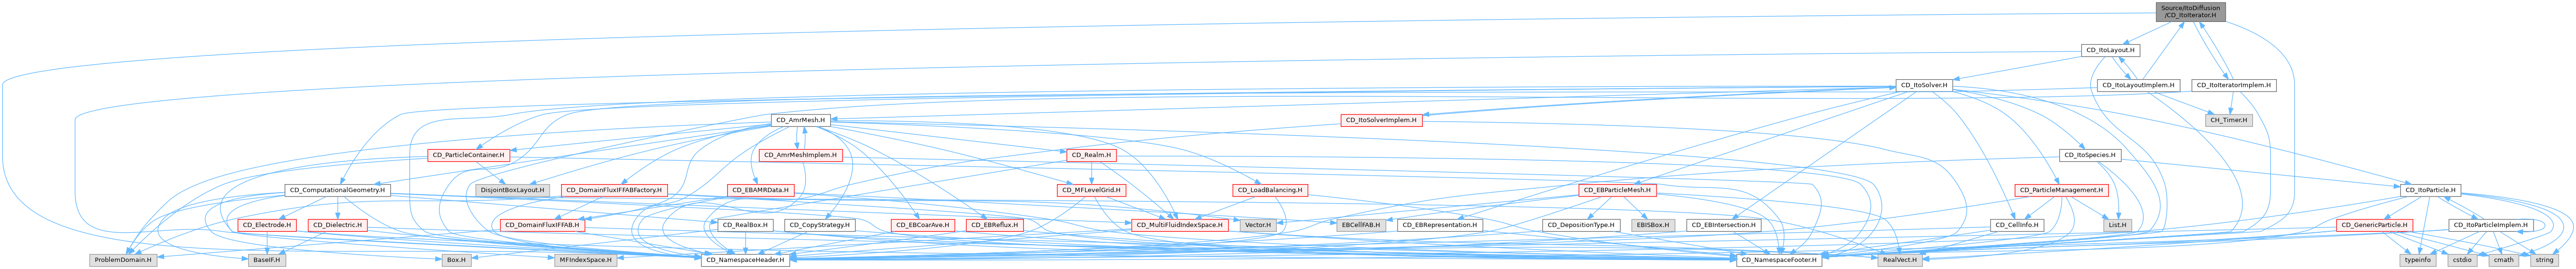 Source/ItoDiffusion
/CD_ItoIterator.H
CD_ItoLayout.H
CD_ItoSolver.H
CD_ItoLayoutImplem.H
CD_ItoIteratorImplem.H
CD_AmrMesh.H
CD_ItoSolverImplem.H
CH_Timer.H
CD_ParticleContainer.H
CD_AmrMeshImplem.H
CD_Realm.H
CD_ItoSpecies.H
CD_ComputationalGeometry.H
DisjointBoxLayout.H
CD_DomainFluxIFFABFactory.H
CD_EBAMRData.H
CD_MFLevelGrid.H
CD_LoadBalancing.H
CD_EBParticleMesh.H
CD_ParticleManagement.H
CD_ItoParticle.H
CD_Electrode.H
CD_Dielectric.H
CD_DomainFluxIFFAB.H
CD_RealBox.H
CD_CopyStrategy.H
CD_EBCoarAve.H
CD_EBReflux.H
CD_MultiFluidIndexSpace.H
Vector.H
EBCellFAB.H
CD_EBRepresentation.H
CD_DepositionType.H
EBISBox.H
CD_EBIntersection.H
CD_CellInfo.H
List.H
CD_GenericParticle.H
CD_ItoParticleImplem.H
ProblemDomain.H
BaseIF.H
Box.H
MFIndexSpace.H
CD_NamespaceHeader.H
CD_NamespaceFooter.H
RealVect.H
typeinfo
cstdio
cmath
string